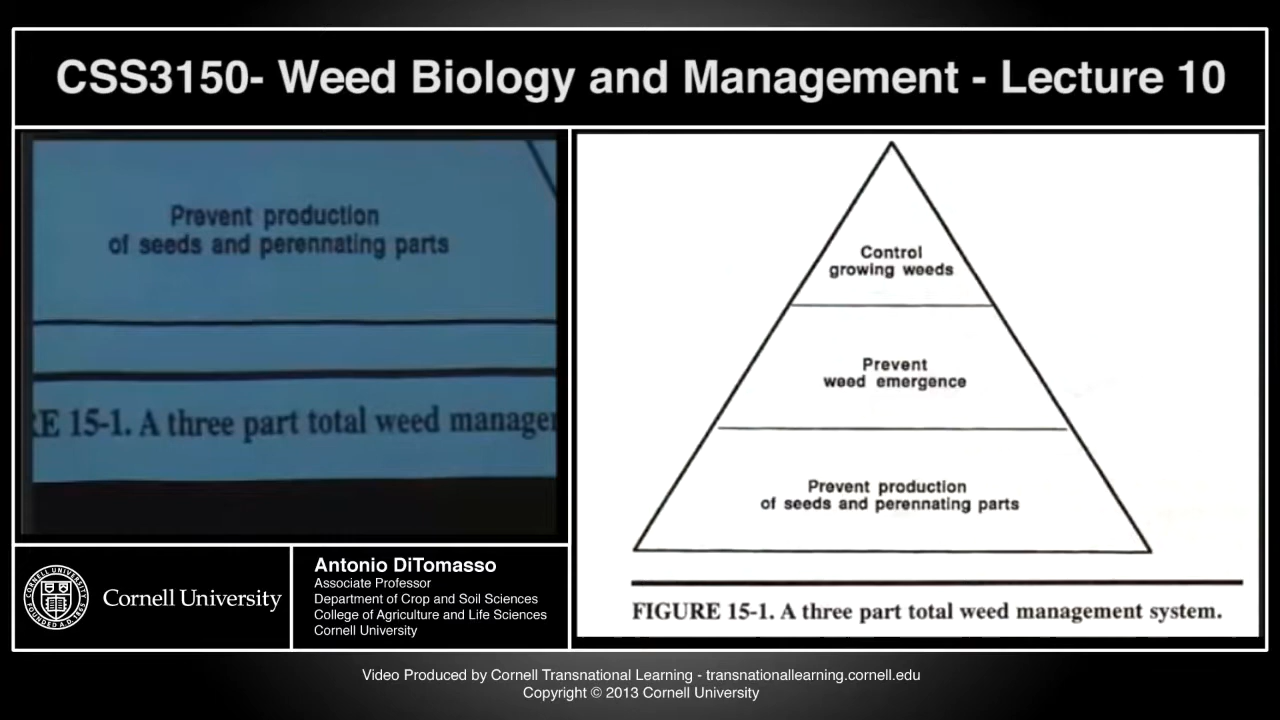 CSS3150- Weed Biology and Management - Lecture 10
Prevent production
of seeds and perennating parts
RE 15-1. A three part total weed manage
Control
growing weeds
Prevent
weed emergence
Prevent production
of seeds and perennating parts
FIGURE 15-1. A three part total weed management system.
Cornell University
Antonio DiTomasso
Associate Professor
Department of Crop and Soil Sciences
College of Agriculture and Life Sciences
Cornell University
Video Produced by Cornell Transnational Learning - transnationallearning.cornell.edu
Copyright © 2013 Cornell University